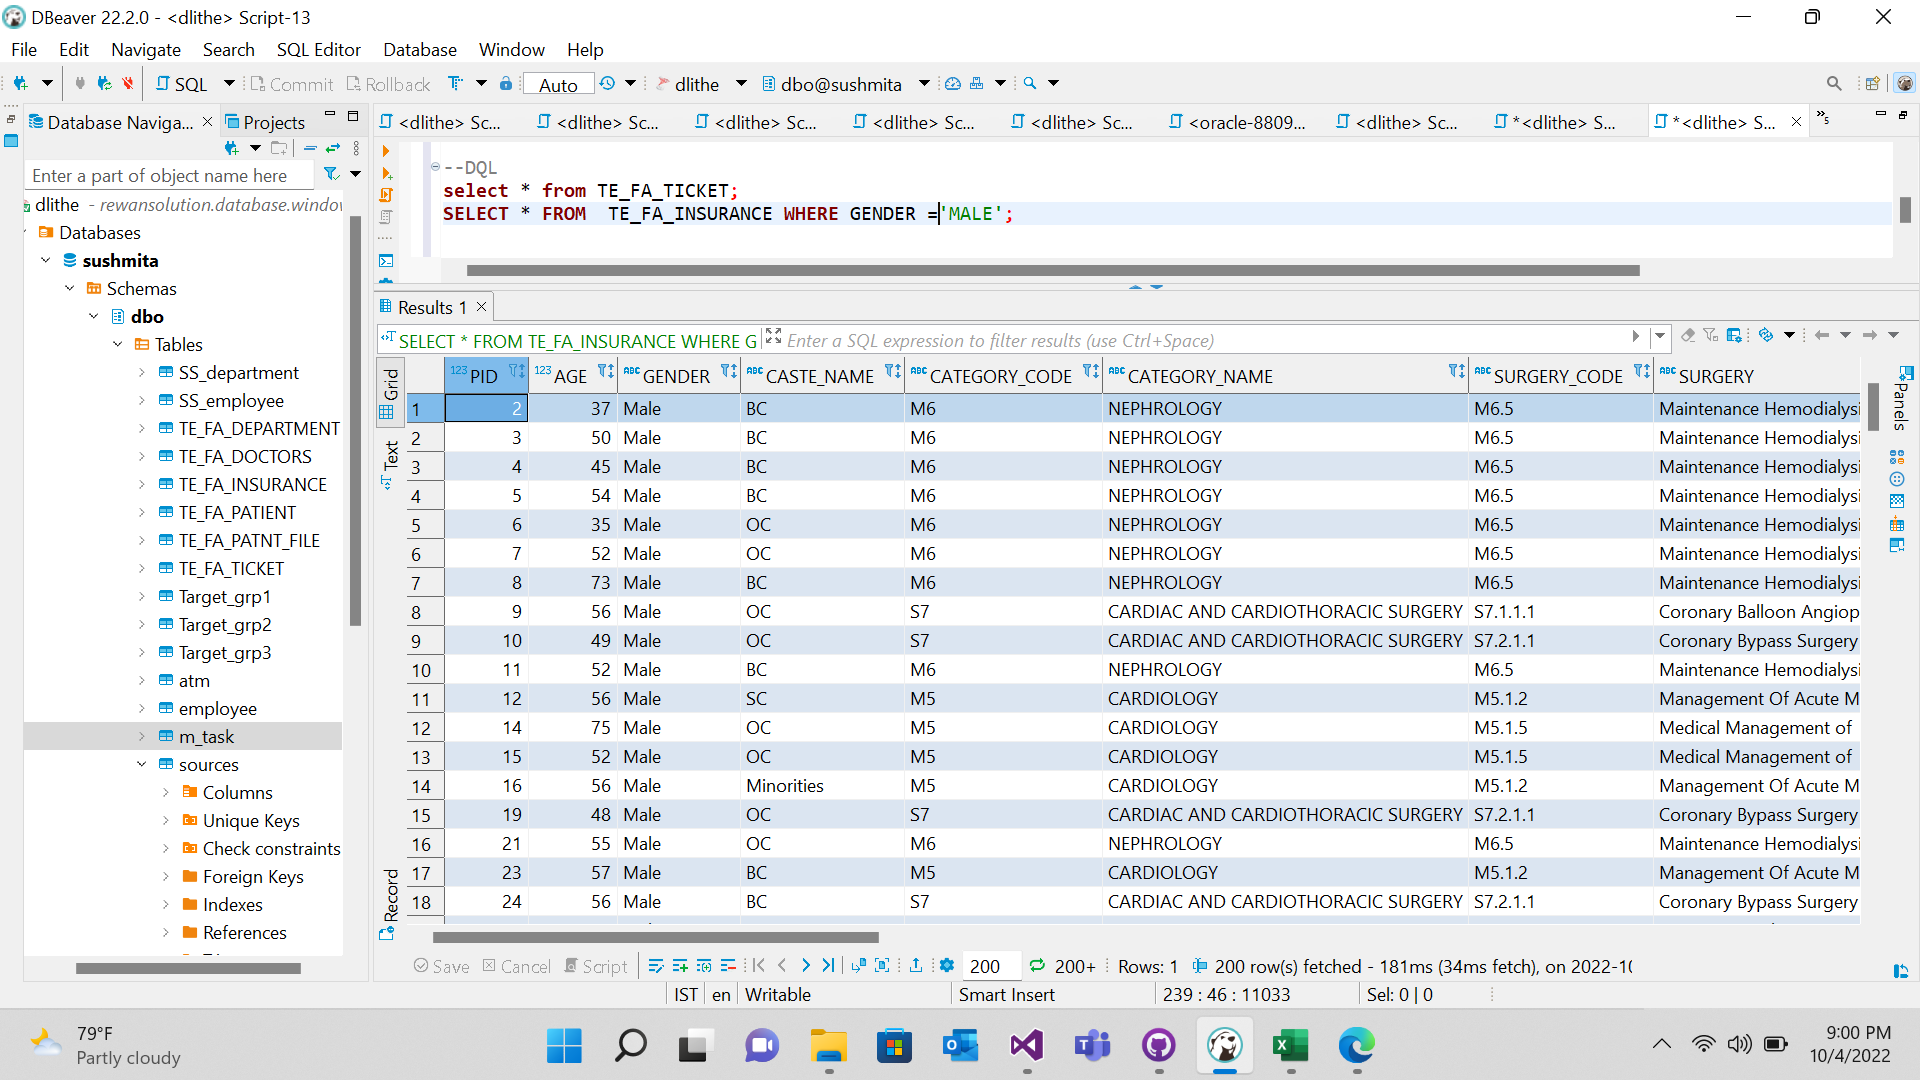 DBeaver 22.2.0 - <dlithe> Script-13
File Edit Navigate Search SQL Editor Database Window Help
SQL Commit Rollback Auto dlithe dbo@sushmita
Database Naviga... Projects
<dlithe> Sc... <dlithe> Sc... <dlithe> Sc... <dlithe> Sc... <dlithe> Sc... <oracle-8809... <dlithe> Sc... *<dlithe> S... *<dlithe> S... »5
Enter a part of object name here
dlithe - rewansolution.database.window
Databases
sushmita
Schemas
dbo
Tables
SS_department
SS_employee
TE_FA_DEPARTMENT
TE_FA_DOCTORS
TE_FA_INSURANCE
TE_FA_PATIENT
TE_FA_PATNT_FILE
TE_FA_TICKET
Target_grp1
Target_grp2
Target_grp3
atm
employee
m_task
sources
Columns
Unique Keys
Check constraints
Foreign Keys
Indexes
References
--DQL
select * from TE_FA_TICKET;
SELECT * FROM  TE_FA_INSURANCE WHERE GENDER ='MALE';
Results 1
SELECT * FROM TE_FA_INSURANCE WHERE G Enter a SQL expression to filter results (use Ctrl+Space)
Grid
Text
Record
Panels
123 PID 123 AGE ABC GENDER ABC CASTE_NAME ABC CATEGORY_CODE ABC CATEGORY_NAME ABC SURGERY_CODE ABC SURGERY
1 2 37 Male BC M6 NEPHROLOGY M6.5 Maintenance Hemodialysi
2 3 50 Male BC M6 NEPHROLOGY M6.5 Maintenance Hemodialysi
3 4 45 Male BC M6 NEPHROLOGY M6.5 Maintenance Hemodialysi
4 5 54 Male BC M6 NEPHROLOGY M6.5 Maintenance Hemodialysi
5 6 35 Male OC M6 NEPHROLOGY M6.5 Maintenance Hemodialysi
6 7 52 Male OC M6 NEPHROLOGY M6.5 Maintenance Hemodialysi
7 8 73 Male BC M6 NEPHROLOGY M6.5 Maintenance Hemodialysi
8 9 56 Male OC S7 CARDIAC AND CARDIOTHORACIC SURGERY S7.1.1.1 Coronary Balloon Angiop
9 10 49 Male OC S7 CARDIAC AND CARDIOTHORACIC SURGERY S7.2.1.1 Coronary Bypass Surgery
10 11 52 Male BC M6 NEPHROLOGY M6.5 Maintenance Hemodialysi
11 12 56 Male SC M5 CARDIOLOGY M5.1.2 Management Of Acute M
12 14 75 Male OC M5 CARDIOLOGY M5.1.5 Medical Management of
13 15 52 Male OC M5 CARDIOLOGY M5.1.5 Medical Management of
14 16 56 Male Minorities M5 CARDIOLOGY M5.1.2 Management Of Acute M
15 19 48 Male OC S7 CARDIAC AND CARDIOTHORACIC SURGERY S7.2.1.1 Coronary Bypass Surgery
16 21 55 Male OC M6 NEPHROLOGY M6.5 Maintenance Hemodialysi
17 23 57 Male BC M5 CARDIOLOGY M5.1.2 Management Of Acute M
18 24 56 Male BC S7 CARDIAC AND CARDIOTHORACIC SURGERY S7.2.1.1 Coronary Bypass Surgery
Save Cancel Script 200 200+ Rows: 1 200 row(s) fetched - 181ms (34ms fetch), on 2022-10
IST en Writable Smart Insert 239 : 46 : 11033 Sel: 0 | 0
79°F
Partly cloudy
9:00 PM
10/4/2022